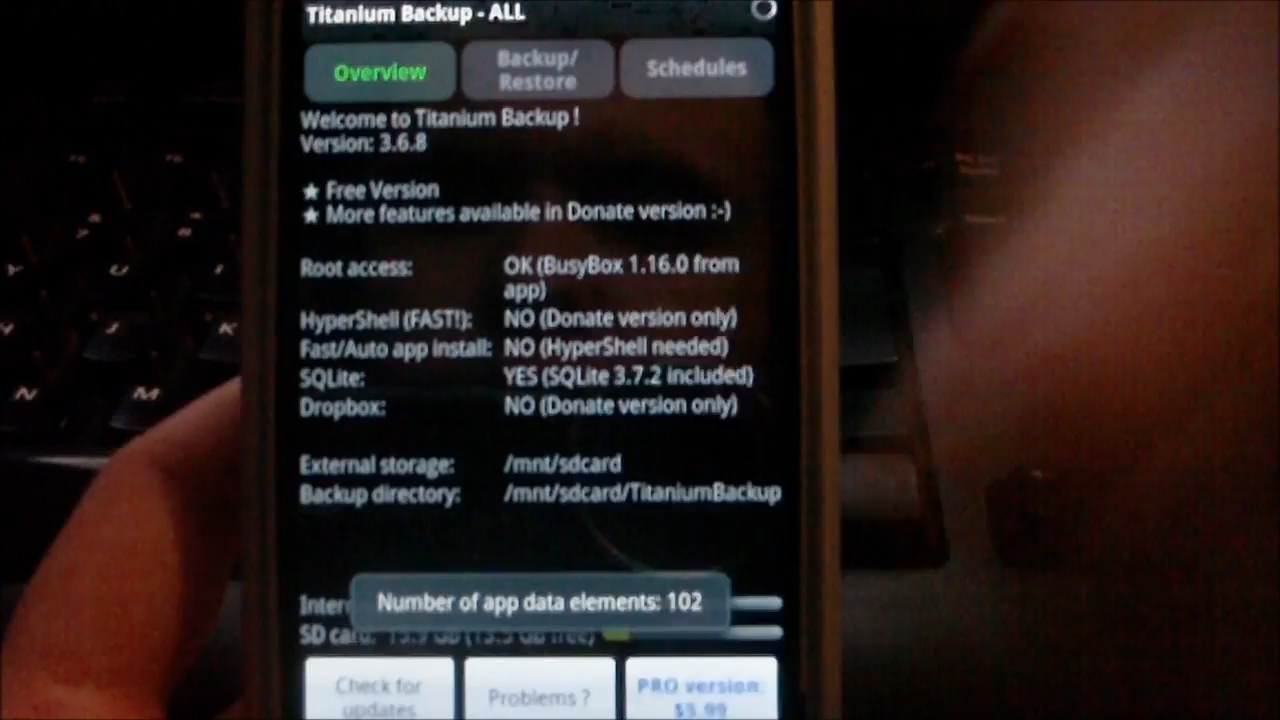 Titanium Backup - ALL
Overview
Backup/
Restore
Schedules
Welcome to Titanium Backup !
Version: 3.6.8
★ Free Version
★ More features available in Donate version :-)
Root access: OK (BusyBox 1.16.0 from
app)
HyperShell (FAST!): NO (Donate version only)
Fast/Auto app install: NO (HyperShell needed)
SQLite: YES (SQLite 3.7.2 included)
Dropbox: NO (Donate version only)
External storage: /mnt/sdcard
Backup directory: /mnt/sdcard/TitaniumBackup
Number of app data elements: 102
SD card:
Check for
updates
Problems ?
PRO version:
$5.99
Y U I
J K
N M